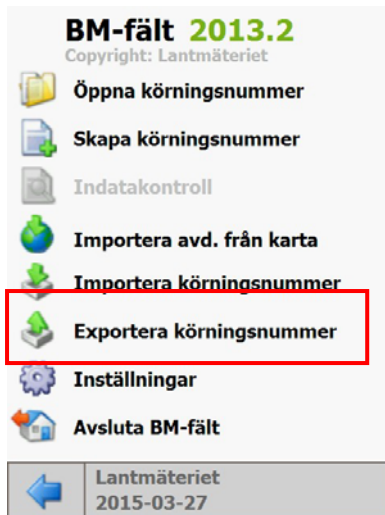 BM-fält 2013.2
Copyright: Lantmäteriet
Öppna körningsnummer
Skapa körningsnummer
Indatakontroll
Importera avd. från karta
Importera körningsnummer
Exportera körningsnummer
Inställningar
Avsluta BM-fält
Lantmäteriet
2015-03-27